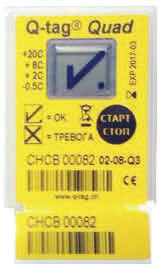 Q-tag® Quad
+20C
+ 8C
+ 2C
-0.5C
EXP 2017-03
= OK
= ТРЕВОГА
СТАРТ
СТОП
CHCB 00082 02-08-Q3
www.q-tag.ch
CHCB 00082